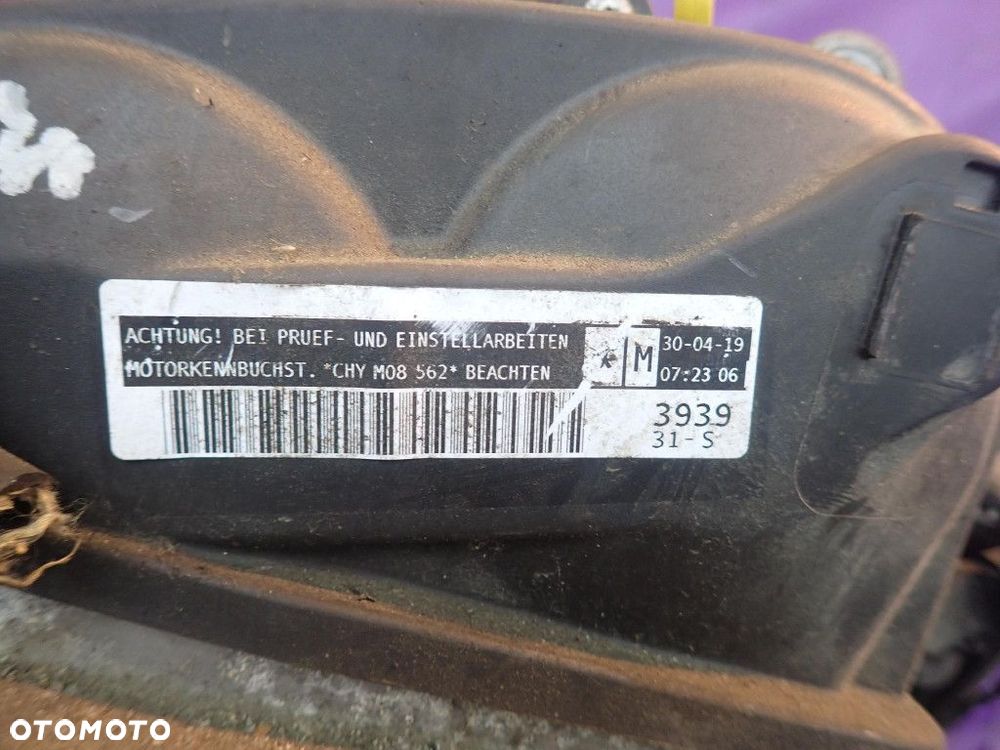 ACHTUNG! BEI PRUEF- UND EINSTELLARBEITEN
MOTORKENNBUCHST. *CHY M08 562* BEACHTEN
* M
30-04-19
07:23 06
3939
31-S
OTOMOTO